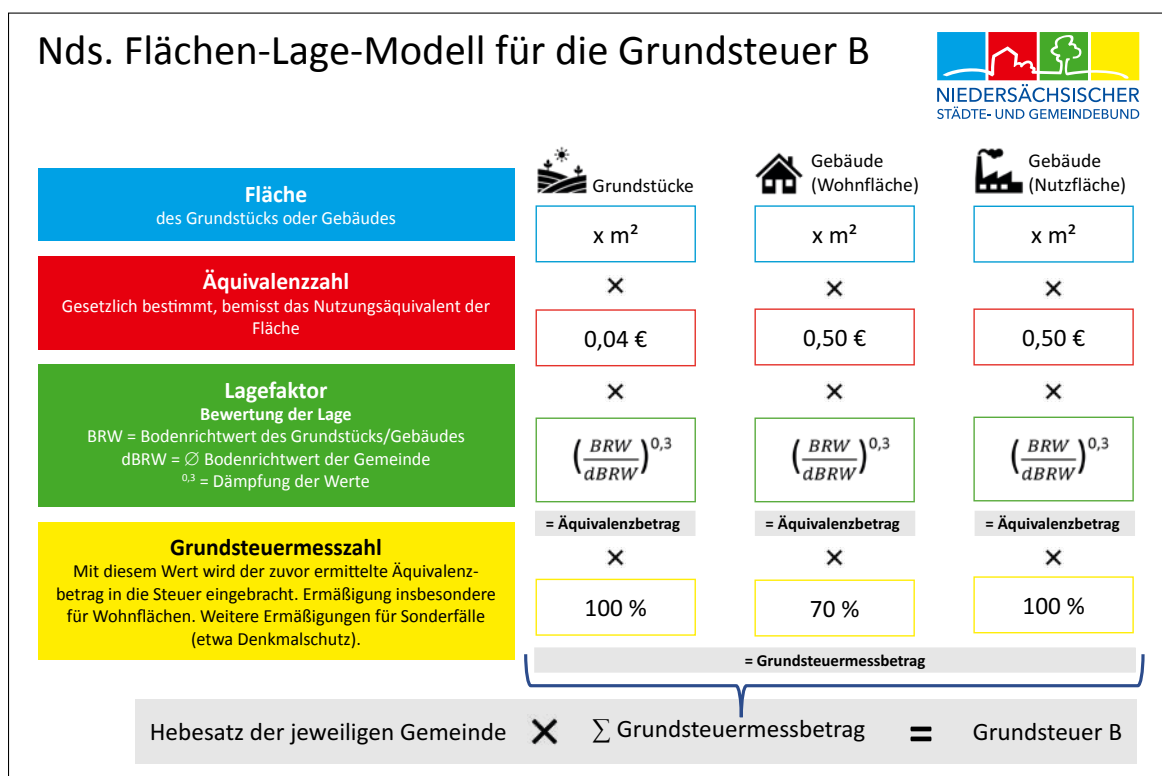 Nds. Flächen-Lage-Modell für die Grundsteuer B
NIEDERSÄCHSISCHER
STÄDTE- UND GEMEINDEBUND
Fläche
des Grundstücks oder Gebäudes
Grundstücke
Gebäude
(Wohnfläche)
Gebäude
(Nutzfläche)
x m²
x m²
x m²
Äquivalenzzahl
Gesetzlich bestimmt, bemisst das Nutzungsäquivalent der
Fläche
×
×
×
0,04 €
0,50 €
0,50 €
Lagefaktor
Bewertung der Lage
BRW = Bodenrichtwert des Grundstücks/Gebäudes
dBRW = ∅ Bodenrichtwert der Gemeinde
0,3 = Dämpfung der Werte
×
×
×
(BRW/dBRW)^0,3
(BRW/dBRW)^0,3
(BRW/dBRW)^0,3
= Äquivalenzbetrag
= Äquivalenzbetrag
= Äquivalenzbetrag
Grundsteuermesszahl
Mit diesem Wert wird der zuvor ermittelte Äquivalenz-
betrag in die Steuer eingebracht. Ermäßigung insbesondere
für Wohnflächen. Weitere Ermäßigungen für Sonderfälle
(etwa Denkmalschutz).
×
×
×
100 %
70 %
100 %
= Grundsteuermessbetrag
Hebesatz der jeweiligen Gemeinde × ∑ Grundsteuermessbetrag = Grundsteuer B